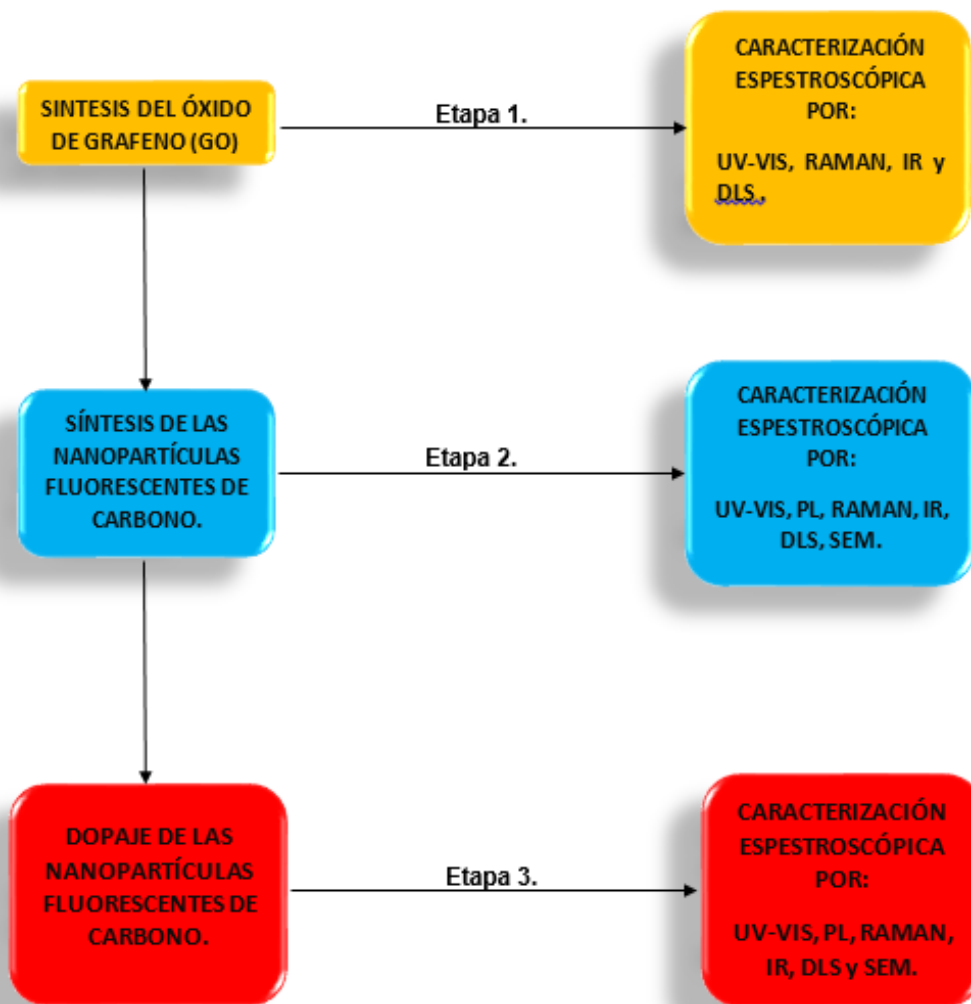 SINTESIS DEL ÓXIDO
DE GRAFENO (GO)
Etapa 1.
CARACTERIZACIÓN
ESPESTROSCÓPICA
POR:
UV-VIS, RAMAN, IR y
DLS.
SÍNTESIS DE LAS
NANOPARTÍCULAS
FLUORESCENTES DE
CARBONO.
Etapa 2.
CARACTERIZACIÓN
ESPESTROSCÓPICA
POR:
UV-VIS, PL, RAMAN, IR,
DLS, SEM.
DOPAJE DE LAS
NANOPARTÍCULAS
FLUORESCENTES DE
CARBONO.
Etapa 3.
CARACTERIZACIÓN
ESPESTROSCÓPICA
POR:
UV-VIS, PL, RAMAN,
IR, DLS y SEM.